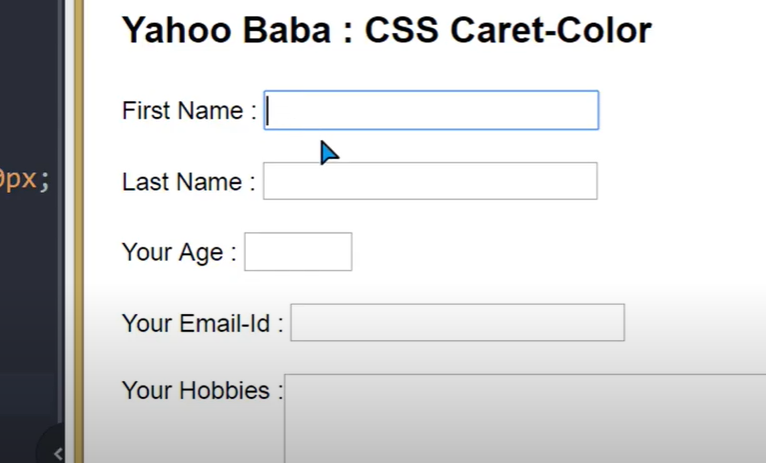 Yahoo Baba : CSS Caret-Color
First Name :
px;
Last Name :
Your Age :
Your Email-Id :
Your Hobbies :